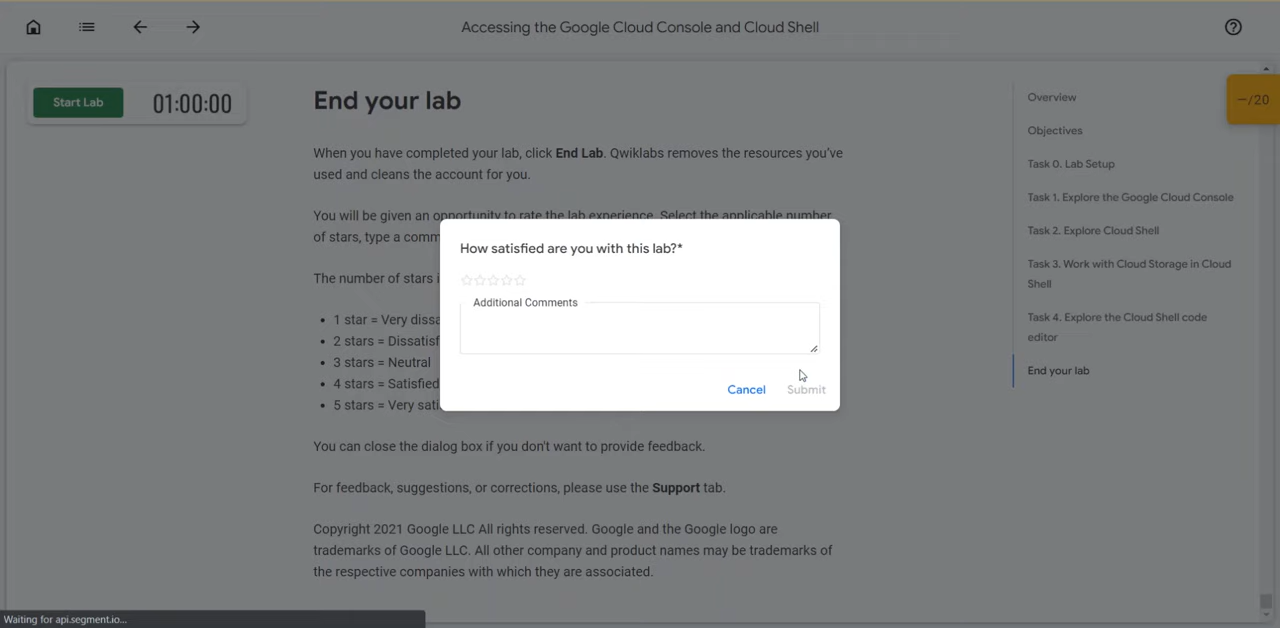 Accessing the Google Cloud Console and Cloud Shell
Start Lab
01:00:00
End your lab
When you have completed your lab, click End Lab. Qwiklabs removes the resources you've
used and cleans the account for you.
You will be given an opportunity to rate the lab experience. Select the applicable number
of stars, type a comm
The number of stars i
1 star = Very dissa
2 stars = Dissatisf
3 stars = Neutral
4 stars = Satisfied
5 stars = Very sati
You can close the dialog box if you don't want to provide feedback.
For feedback, suggestions, or corrections, please use the Support tab.
Copyright 2021 Google LLC All rights reserved. Google and the Google logo are
trademarks of Google LLC. All other company and product names may be trademarks of
the respective companies with which they are associated.
How satisfied are you with this lab?*
Additional Comments
Cancel
Submit
Overview
Objectives
Task 0. Lab Setup
Task 1. Explore the Google Cloud Console
Task 2. Explore Cloud Shell
Task 3. Work with Cloud Storage in Cloud
Shell
Task 4. Explore the Cloud Shell code
editor
End your lab
–/20
Waiting for api.segment.io...